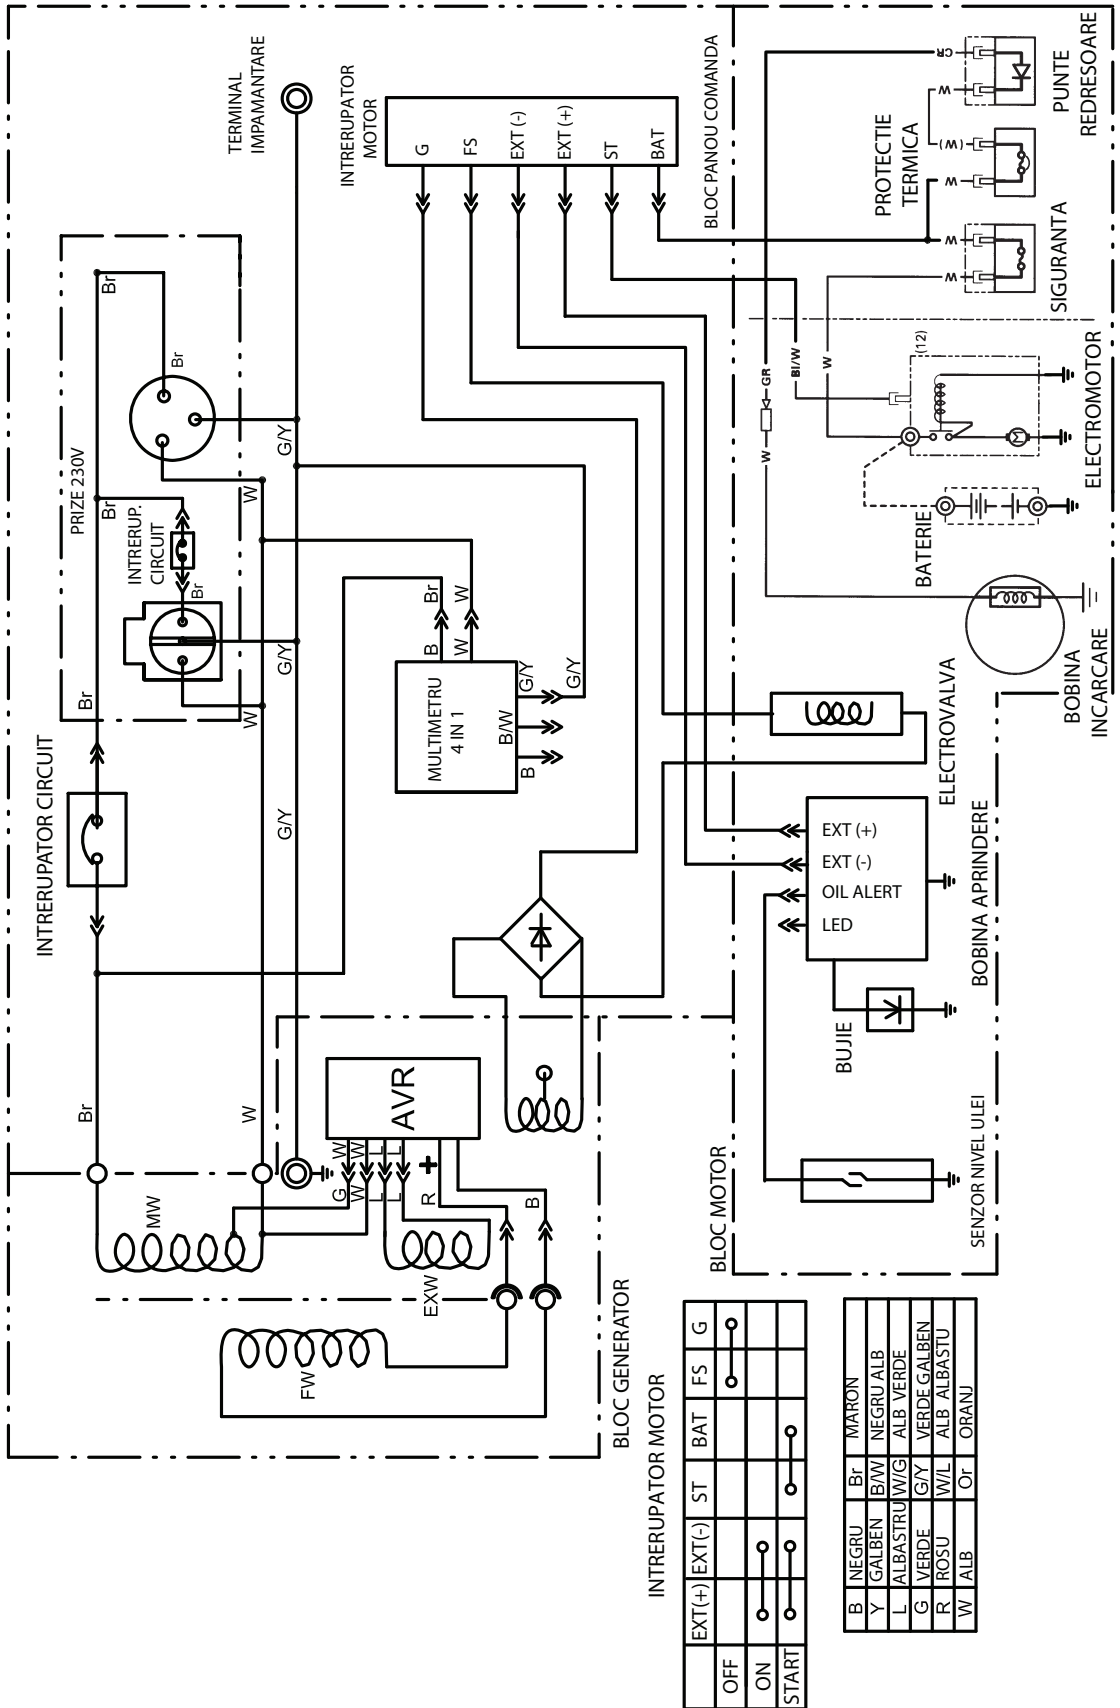 TERMINAL
IMPAMANTARE
INTRERUPATOR
MOTOR
G
FS
EXT (-)
EXT (+)
ST
BAT
BLOC PANOU COMANDA
PRIZE 230V
Br
Br
Br
INTRERUP.
CIRCUIT
Br
Br
W
W
G/Y
G/Y
G/Y
INTRERUPATOR CIRCUIT
Br
Br
W
Br
W
B
W
MULTIMETRU
4 IN 1
G/Y
B/W
B
G/Y
AVR
W
W
L
L
G
W
L
L
R
+
B
MW
EXW
FW
BLOC GENERATOR
PUNTE
REDRESOARE
CR
W
(W)
W
PROTECTIE
TERMICA
W
W
SIGURANTA
GR
W
Bl/W
W
(12)
M
ELECTROMOTOR
BATERIE
BOBINA
INCARCARE
ELECTROVALVA
EXT (+)
EXT (-)
OIL ALERT
LED
BOBINA APRINDERE
BUJIE
SENZOR NIVEL ULEI
BLOC MOTOR
INTRERUPATOR MOTOR
EXT(+) EXT(-) ST BAT FS G
OFF
ON
START
B NEGRU Br MARON
Y GALBEN B/W NEGRU ALB
L ALBASTRU W/G ALB VERDE
G VERDE G/Y VERDE GALBEN
R ROSU W/L ALB ALBASTU
W ALB Or ORANJ